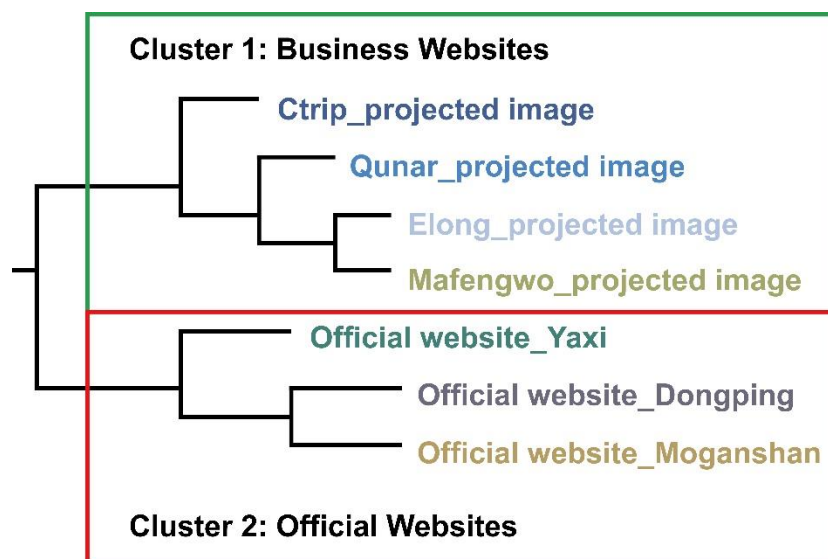 Cluster 1: Business Websites
Ctrip_projected image
Qunar_projected image
Elong_projected image
Mafengwo_projected image
Official website_Yaxi
Official website_Dongping
Official website_Moganshan
Cluster 2: Official Websites